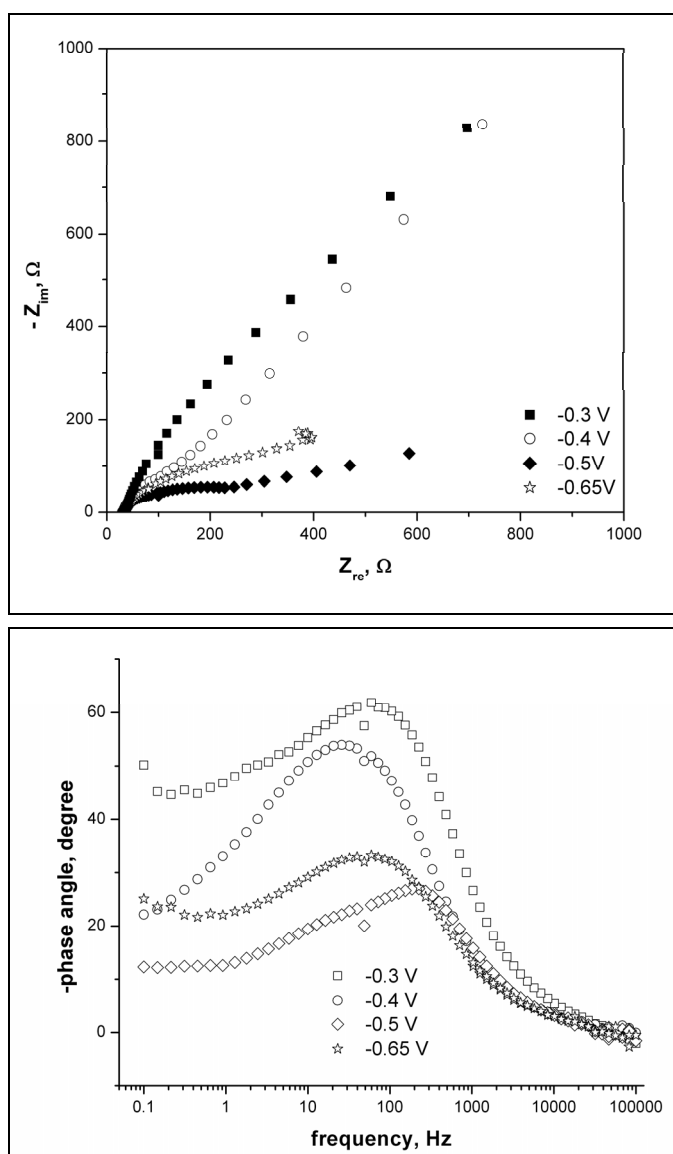 1000
800
600
400
200
0
- Zim, Ω
0 200 400 600 800 1000
Zre, Ω
-0.3 V
-0.4 V
-0.5V
-0.65V
60
40
20
0
-phase angle, degree
-0.3 V
-0.4 V
-0.5 V
-0.65 V
0.1 1 10 100 1000 10000 100000
frequency, Hz